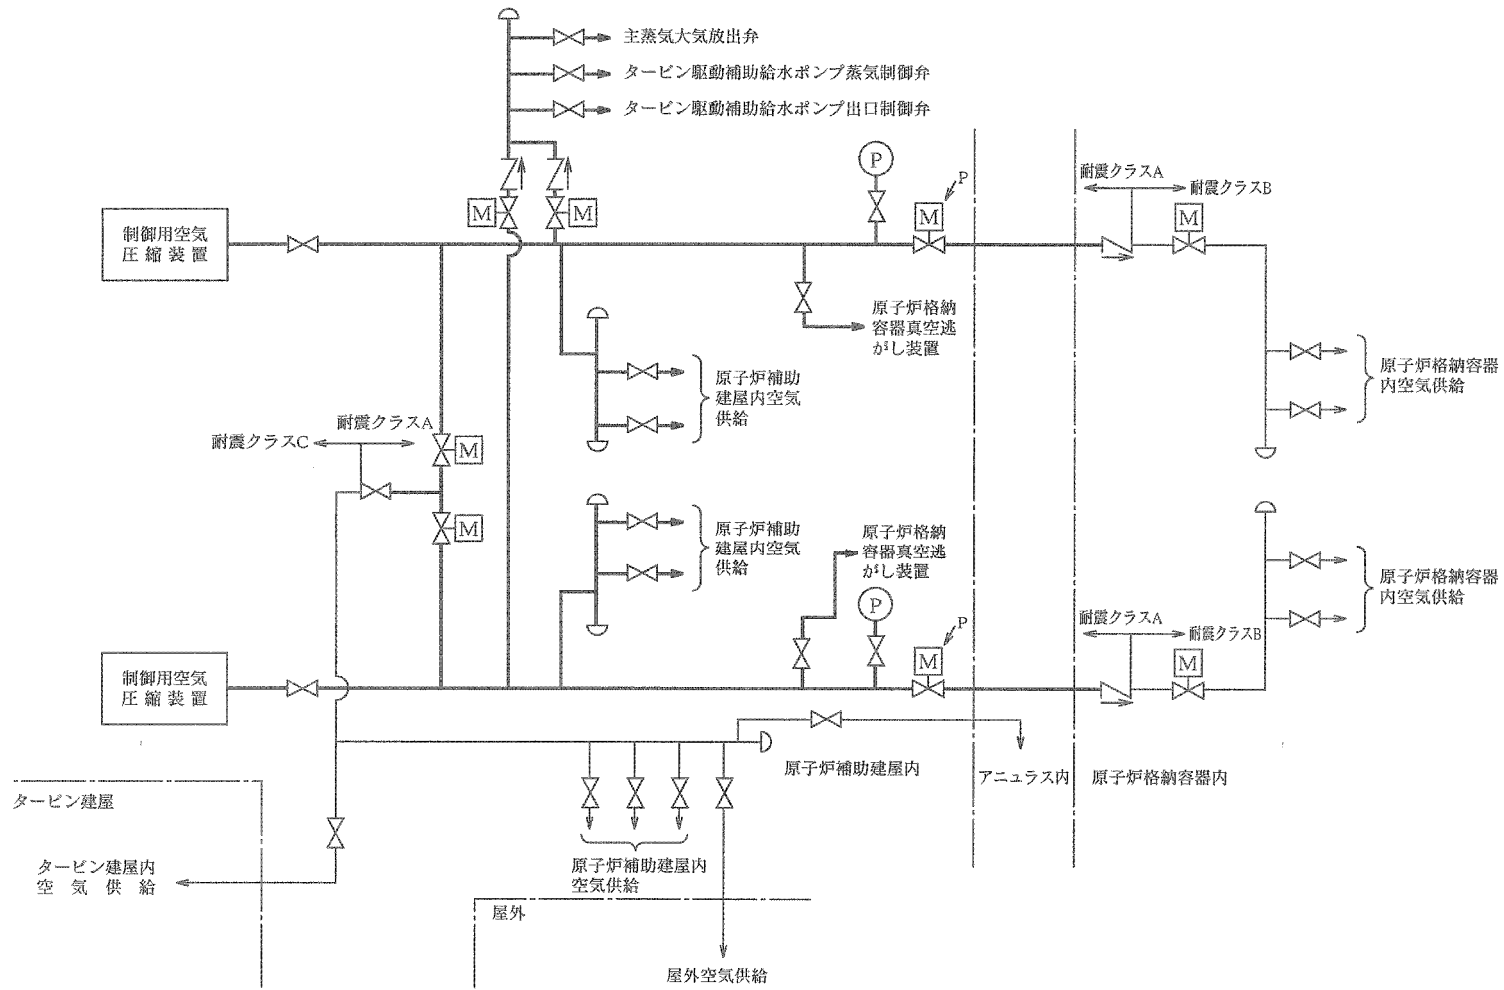 主蒸気大気放出弁
タービン駆動補助給水ポンプ蒸気制御弁
タービン駆動補助給水ポンプ出口制御弁
P
P
耐震クラスA
耐震クラスB
M
M
M
M
制御用空気
圧縮装置
原子炉格納
容器真空逃
がし装置
原子炉補助
建屋内空気
供給
原子炉格納容器
内空気供給
耐震クラスA
耐震クラスC
M
M
原子炉補助
建屋内空気
供給
原子炉格納
容器真空逃
がし装置
原子炉格納容器
内空気供給
P
P
耐震クラスA
耐震クラスB
M
M
制御用空気
圧縮装置
原子炉補助建屋内
アニュラス内
原子炉格納容器内
タービン建屋
タービン建屋内
空気供給
原子炉補助建屋内
空気供給
屋外
屋外空気供給